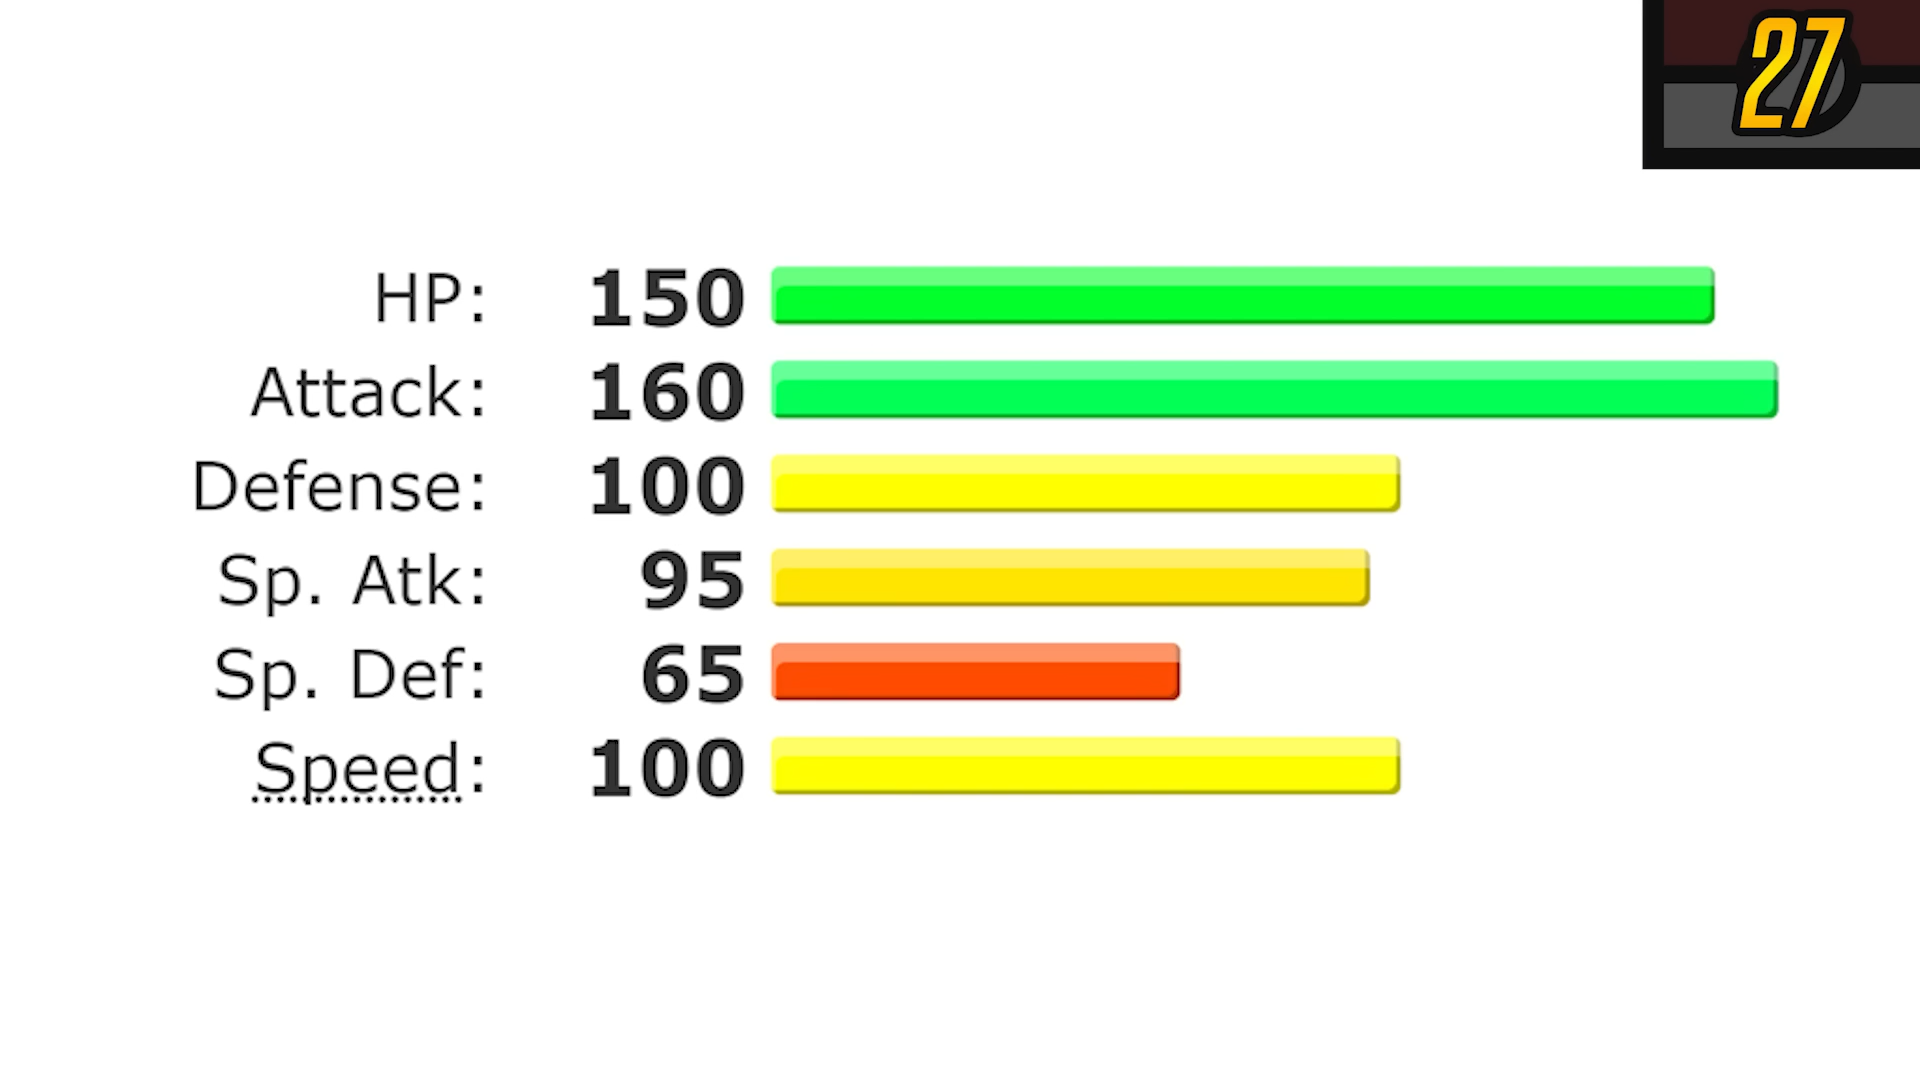 27
HP: 150
Attack: 160
Defense: 100
Sp. Atk: 95
Sp. Def: 65
Speed: 100